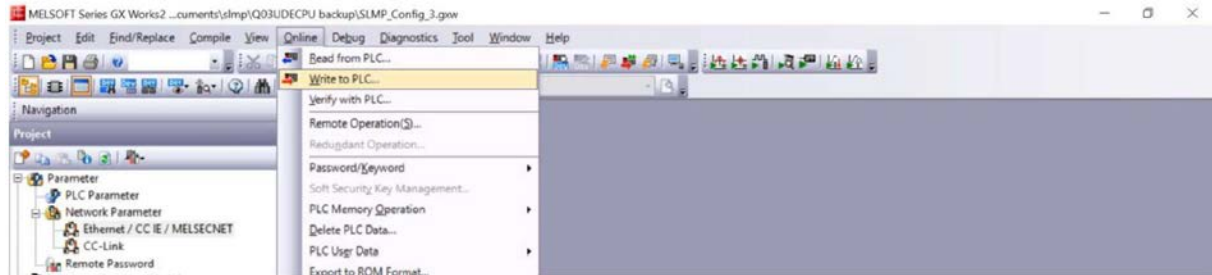 MELSOFT Series GX Works2 ...cuments\slmp\Q03UDECPU backup\SLMP_Config_3.gxw
Project Edit Find/Replace Compile View Online Debug Diagnostics Tool Window Help
Read from PLC...
Write to PLC...
Verify with PLC...
Remote Operation(S)...
Redundant Operation...
Password/Keyword
Soft Security Key Management...
PLC Memory Operation
Delete PLC Data...
PLC User Data
Export to ROM Format...
Navigation
Project
Parameter
PLC Parameter
Network Parameter
Ethernet / CC IE / MELSECNET
CC-Link
Remote Password